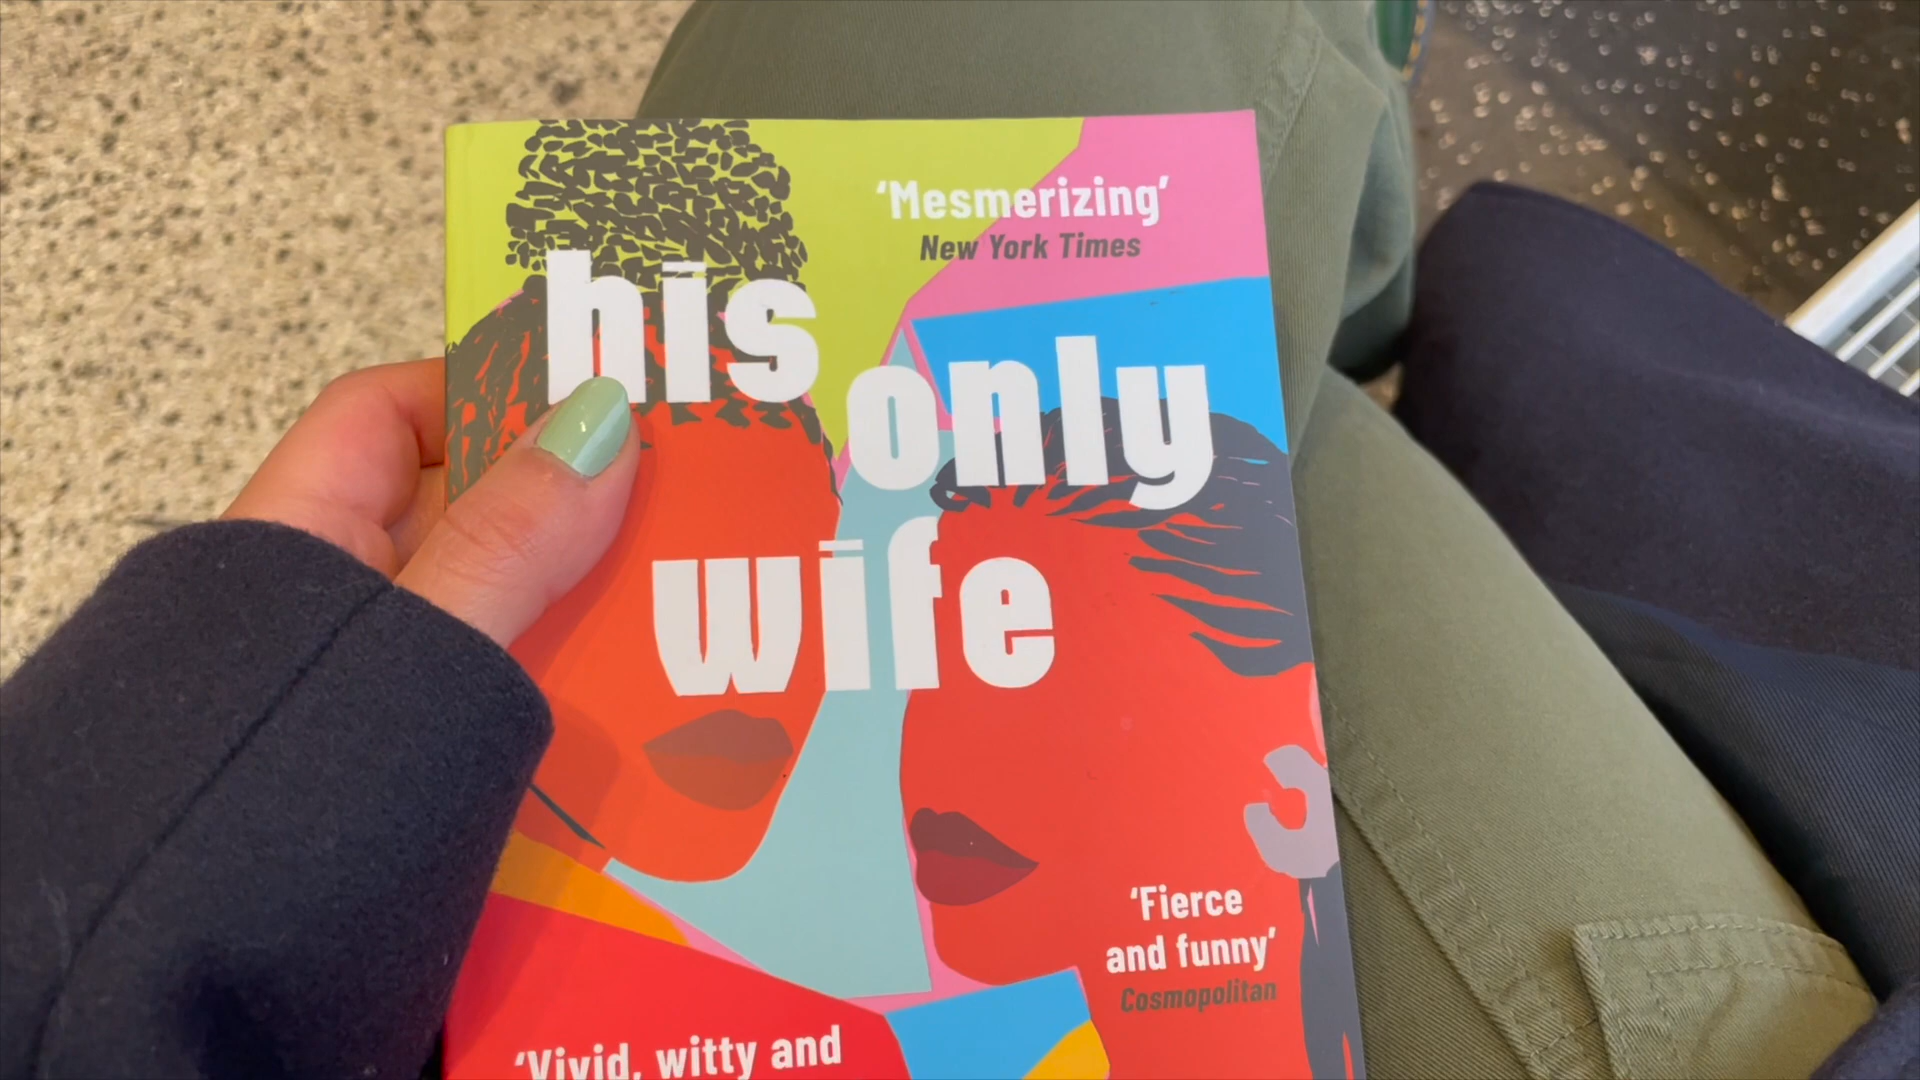 ‘Mesmerizing’
New York Times
his
only
wife
‘Fierce
and funny’
Cosmopolitan
‘Vivid, witty and